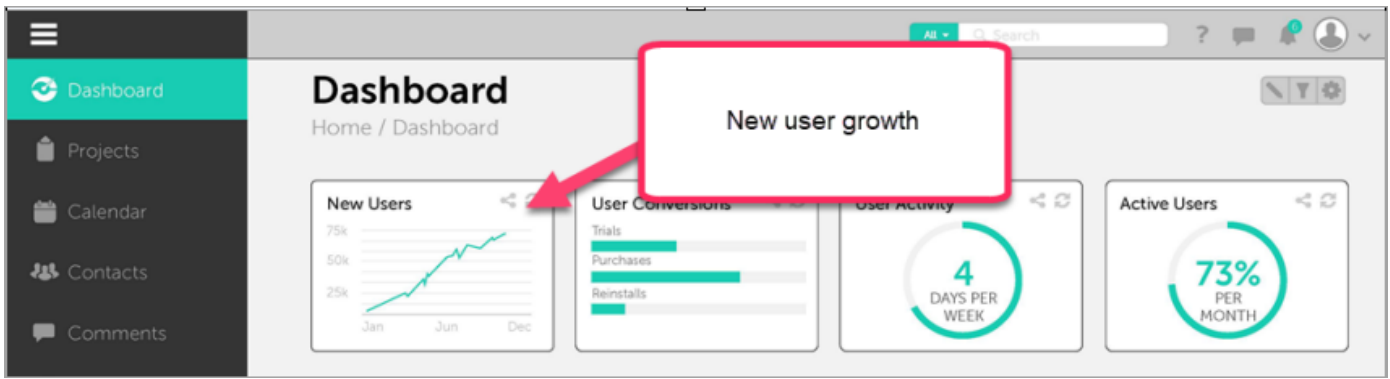 All
Search
?
6
Dashboard
Projects
Calendar
Contacts
Comments
Dashboard
Home / Dashboard
New user growth
New Users
75k
50k
25k
Jan Jun Dec
User Conversions
Trials
Purchases
Reinstalls
User Activity
4
DAYS PER
WEEK
Active Users
73%
PER
MONTH